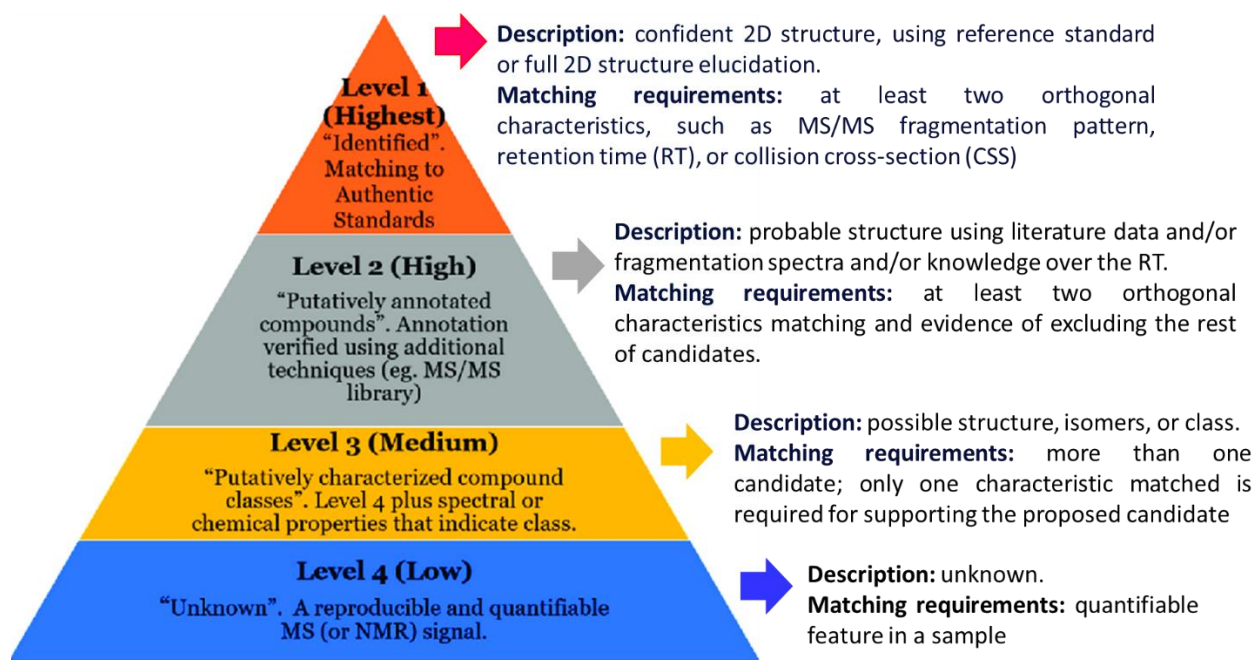 Level 1
(Highest)
“Identified”.
Matching to
Authentic
Standards
Description: confident 2D structure, using reference standard
or full 2D structure elucidation.
Matching requirements: at least two orthogonal
characteristics, such as MS/MS fragmentation pattern,
retention time (RT), or collision cross-section (CSS)
Level 2 (High)
“Putatively annotated
compounds”. Annotation
verified using additional
techniques (eg. MS/MS
library)
Description: probable structure using literature data and/or
fragmentation spectra and/or knowledge over the RT.
Matching requirements: at least two orthogonal
characteristics matching and evidence of excluding the rest
of candidates.
Level 3 (Medium)
“Putatively characterized compound
classes”. Level 4 plus spectral or
chemical properties that indicate class.
Description: possible structure, isomers, or class.
Matching requirements: more than one
candidate; only one characteristic matched is
required for supporting the proposed candidate
Level 4 (Low)
“Unknown”. A reproducible and quantifiable
MS (or NMR) signal.
Description: unknown.
Matching requirements: quantifiable
feature in a sample